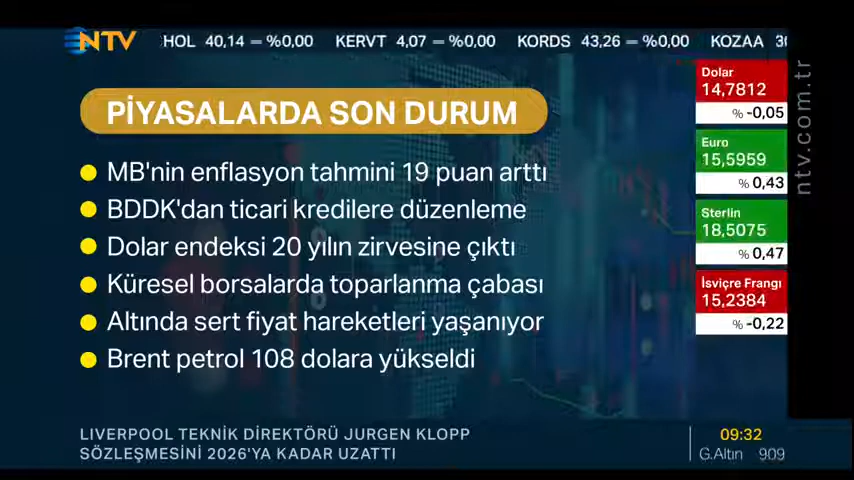 NTV
HOL 40,14 = %0,00 KERVT 4,07 = %0,00 KORDS 43,26 = %0,00 KOZAA
PİYASALARDA SON DURUM
MB'nin enflasyon tahmini 19 puan arttı
BDDK'dan ticari kredilere düzenleme
Dolar endeksi 20 yılın zirvesine çıktı
Küresel borsalarda toparlanma çabası
Altında sert fiyat hareketleri yaşanıyor
Brent petrol 108 dolara yükseldi
Dolar
14,7812
% -0,05
Euro
15,5959
% 0,43
Sterlin
18,5075
% 0,47
İsviçre Frangı
15,2384
% -0,22
ntv.com.tr
LIVERPOOL TEKNİK DİREKTÖRÜ JURGEN KLOPP
SÖZLEŞMESİNİ 2026'YA KADAR UZATTI
09:32
G.Altın 909